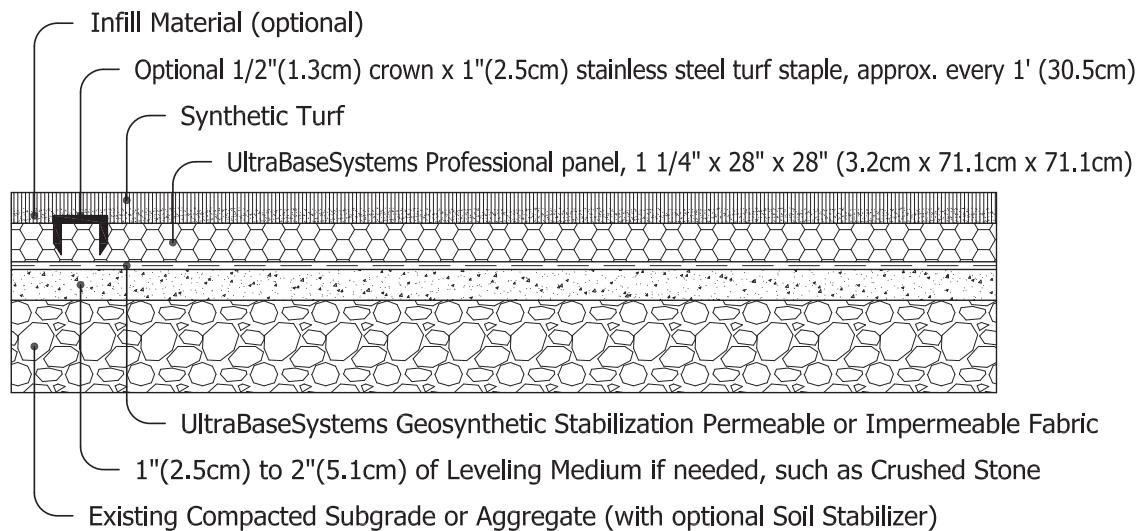 Infill Material (optional)
Optional 1/2"(1.3cm) crown x 1"(2.5cm) stainless steel turf staple, approx. every 1' (30.5cm)
Synthetic Turf
UltraBaseSystems Professional panel, 1 1/4" x 28" x 28" (3.2cm x 71.1cm x 71.1cm)
UltraBaseSystems Geosynthetic Stabilization Permeable or Impermeable Fabric
1"(2.5cm) to 2"(5.1cm) of Leveling Medium if needed, such as Crushed Stone
Existing Compacted Subgrade or Aggregate (with optional Soil Stabilizer)